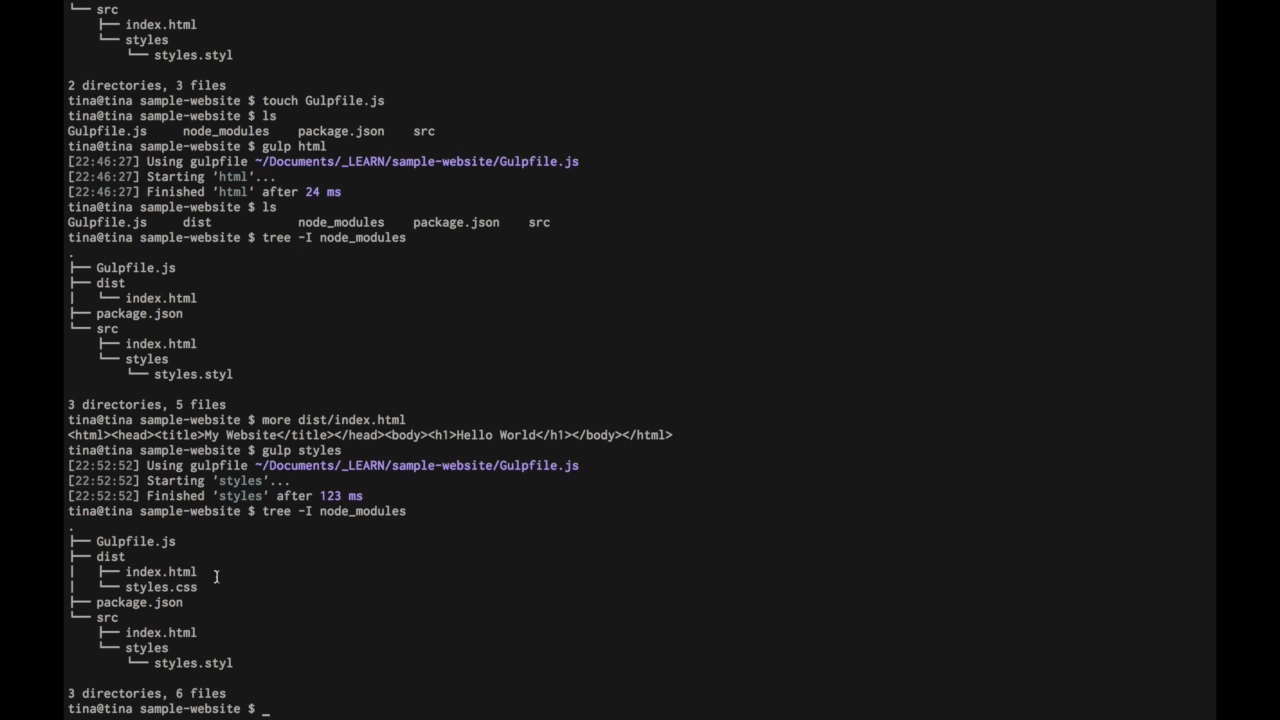 └── src
    ├── index.html
    └── styles
        └── styles.styl

2 directories, 3 files
tina@tina sample-website $ touch Gulpfile.js
tina@tina sample-website $ ls
Gulpfile.js     node_modules    package.json    src
tina@tina sample-website $ gulp html
[22:46:27] Using gulpfile ~/Documents/_LEARN/sample-website/Gulpfile.js
[22:46:27] Starting 'html'...
[22:46:27] Finished 'html' after 24 ms
tina@tina sample-website $ ls
Gulpfile.js     dist            node_modules    package.json    src
tina@tina sample-website $ tree -I node_modules
.
├── Gulpfile.js
├── dist
│   └── index.html
├── package.json
└── src
    ├── index.html
    └── styles
        └── styles.styl

3 directories, 5 files
tina@tina sample-website $ more dist/index.html
<html><head><title>My Website</title></head><body><h1>Hello World</h1></body></html>
tina@tina sample-website $ gulp styles
[22:52:52] Using gulpfile ~/Documents/_LEARN/sample-website/Gulpfile.js
[22:52:52] Starting 'styles'...
[22:52:52] Finished 'styles' after 123 ms
tina@tina sample-website $ tree -I node_modules
.
├── Gulpfile.js
├── dist
│   ├── index.html
│   └── styles.css
├── package.json
└── src
    ├── index.html
    └── styles
        └── styles.styl

3 directories, 6 files
tina@tina sample-website $ _